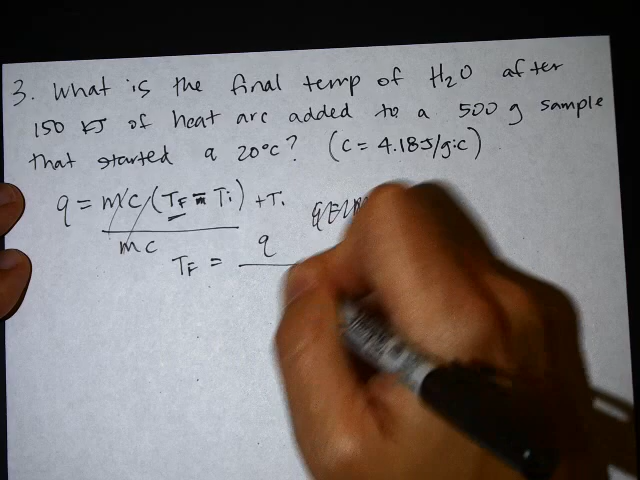 3. What is the final temp of H2O after
150 kJ of heat are added to a 500 g sample
that started @ 20°C? (C = 4.18 J/g°C)
q = mc (TF - Ti) + Ti
mc
q
TF =